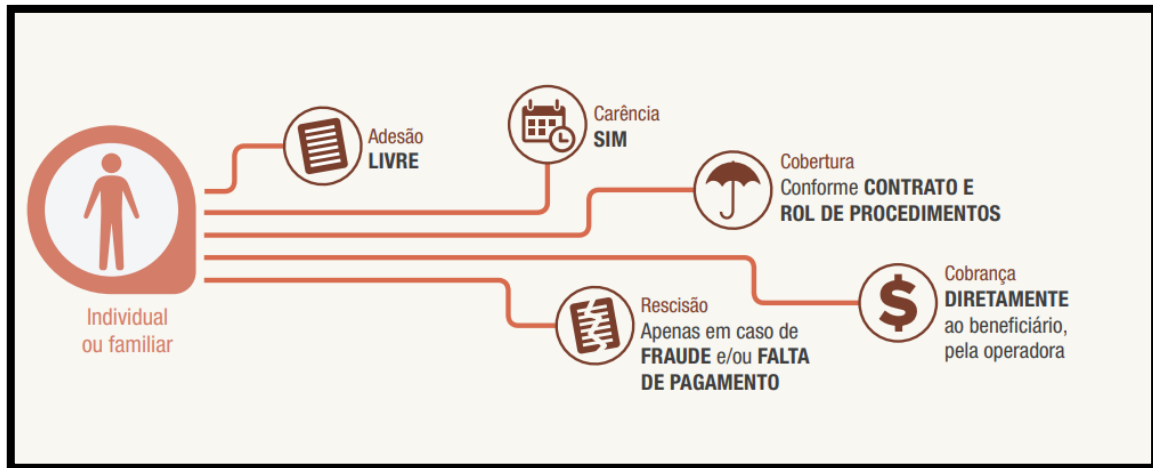 Adesão
LIVRE
Carência
SIM
Cobertura
Conforme CONTRATO E
ROL DE PROCEDIMENTOS
Cobrança
DIRETAMENTE
ao beneficiário,
pela operadora
Rescisão
Apenas em caso de
FRAUDE e/ou FALTA
DE PAGAMENTO
Individual
ou familiar